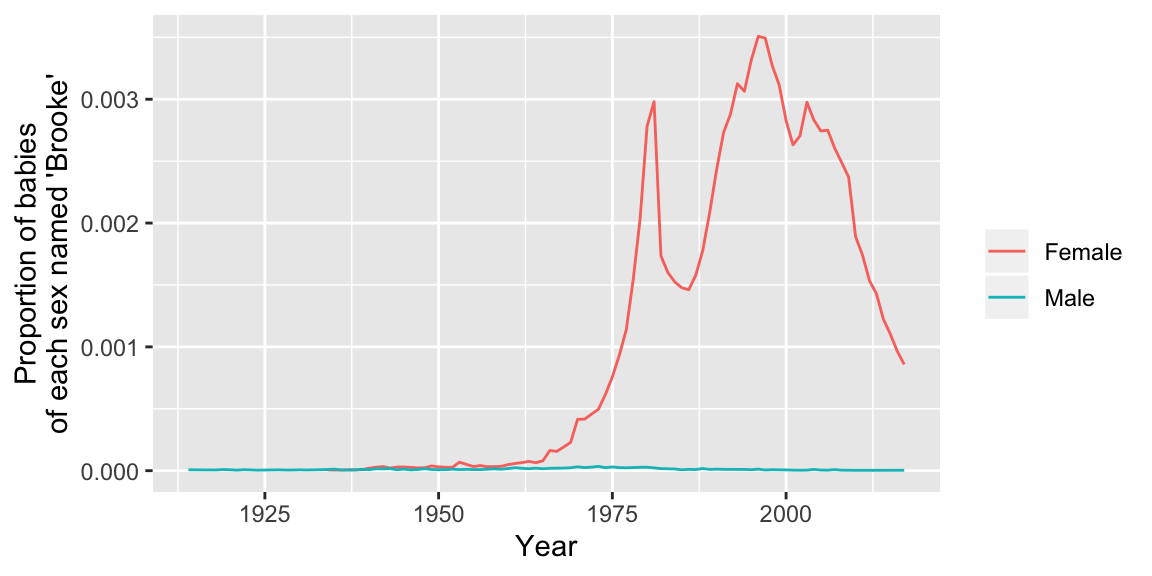 Proportion of babies
of each sex named 'Brooke'
0.003
0.002
0.001
0.000
1925 1950 1975 2000
Year
Female
Male